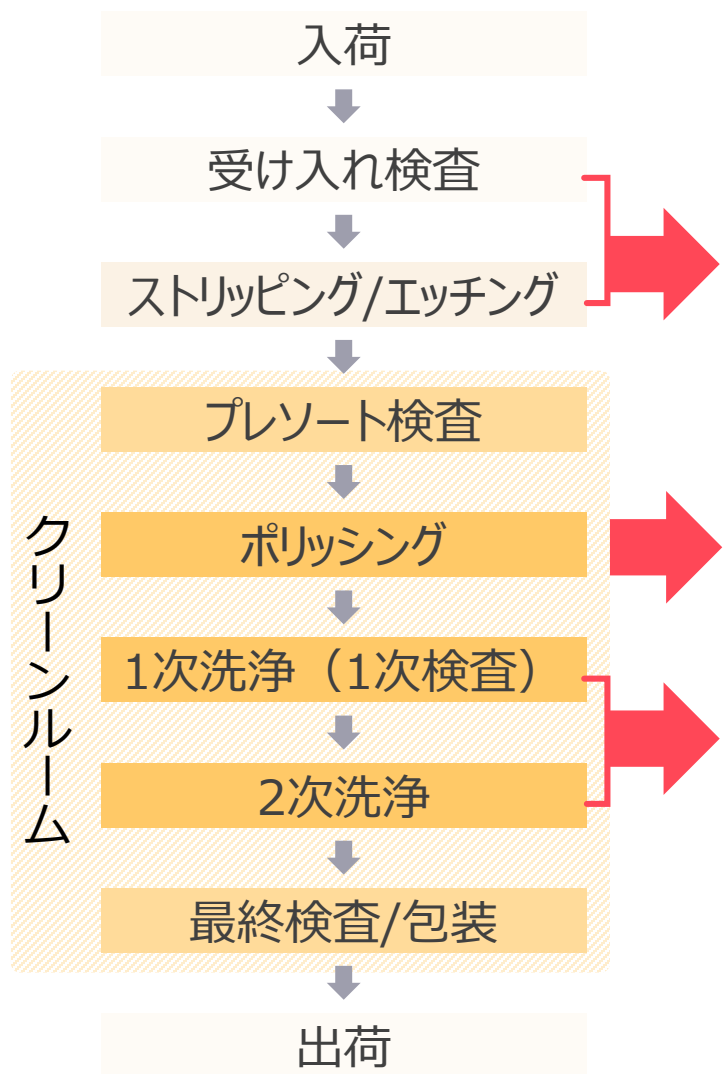 入荷
受け入れ検査
ストリッピング/エッチング
プレソート検査
クリーンルーム
ポリッシング
1次洗浄（1次検査）
2次洗浄
最終検査/包装
出荷